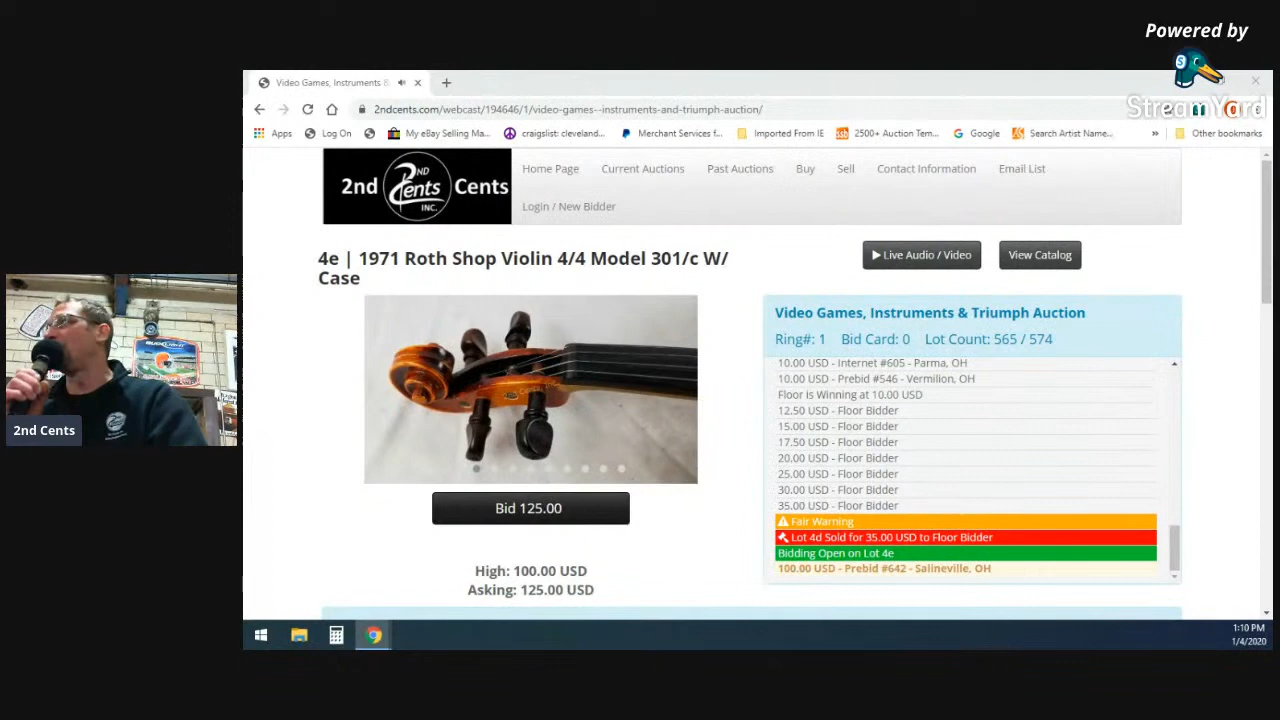 Powered by
StreamYard
Video Games, Instruments &
2ndcents.com/webcast/194646/1/video-games--instruments-and-triumph-auction/
Apps
Log On
My eBay Selling Ma...
craigslist: cleveland...
Merchant Services f...
Imported From IE
2500+ Auction Tem...
Google
Search Artist Name...
»
Other bookmarks
2nd 2ND Cents INC. Cents
Home Page
Current Auctions
Past Auctions
Buy
Sell
Contact Information
Email List
Login / New Bidder
4e | 1971 Roth Shop Violin 4/4 Model 301/c W/
Case
Live Audio / Video
View Catalog
Bid 125.00
High: 100.00 USD
Asking: 125.00 USD
Video Games, Instruments & Triumph Auction
Ring#: 1 Bid Card: 0 Lot Count: 565 / 574
10.00 USD - Internet #605 - Parma, OH
10.00 USD - Prebid #546 - Vermilion, OH
Floor is Winning at 10.00 USD
12.50 USD - Floor Bidder
15.00 USD - Floor Bidder
17.50 USD - Floor Bidder
20.00 USD - Floor Bidder
25.00 USD - Floor Bidder
30.00 USD - Floor Bidder
35.00 USD - Floor Bidder
Fair Warning
Lot 4d Sold for 35.00 USD to Floor Bidder
Bidding Open on Lot 4e
100.00 USD - Prebid #642 - Salineville, OH
2nd Cents
1:10 PM
1/4/2020